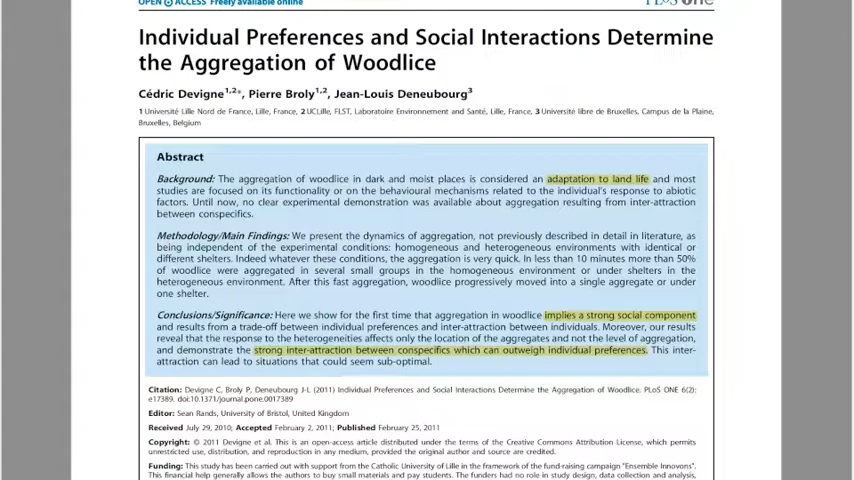 OPEN ACCESS Freely available online
PLoS one
Individual Preferences and Social Interactions Determine
the Aggregation of Woodlice
Cédric Devigne1,2*, Pierre Broly1,2, Jean-Louis Deneubourg3
1 Université Lille Nord de France, Lille, France, 2 UCLille, FLST, Laboratoire Environnement and Santé, Lille, France, 3 Université libre de Bruxelles, Campus de la Plaine,
Bruxelles, Belgium
Abstract
Background: The aggregation of woodlice in dark and moist places is considered an adaptation to land life and most
studies are focused on its functionality or on the behavioural mechanisms related to the individual's response to abiotic
factors. Until now, no clear experimental demonstration was available about aggregation resulting from inter-attraction
between conspecifics.
Methodology/Main Findings: We present the dynamics of aggregation, not previously described in detail in literature, as
being independent of the experimental conditions: homogeneous and heterogeneous environments with identical or
different shelters. Indeed whatever these conditions, the aggregation is very quick. In less than 10 minutes more than 50%
of woodlice were aggregated in several small groups in the homogeneous environment or under shelters in the
heterogeneous environment. After this fast aggregation, woodlice progressively moved into a single aggregate or under
one shelter.
Conclusions/Significance: Here we show for the first time that aggregation in woodlice implies a strong social component
and results from a trade-off between individual preferences and inter-attraction between individuals. Moreover, our results
reveal that the response to the heterogeneities affects only the location of the aggregates and not the level of aggregation,
and demonstrate the strong inter-attraction between conspecifics which can outweigh individual preferences. This inter-
attraction can lead to situations that could seem sub-optimal.
Citation: Devigne C, Broly P, Deneubourg J-L (2011) Individual Preferences and Social Interactions Determine the Aggregation of Woodlice. PLoS ONE 6(2):
e17389. doi:10.1371/journal.pone.0017389
Editor: Sean Rands, University of Bristol, United Kingdom
Received July 29, 2010; Accepted February 2, 2011; Published February 25, 2011
Copyright: © 2011 Devigne et al. This is an open-access article distributed under the terms of the Creative Commons Attribution License, which permits
unrestricted use, distribution, and reproduction in any medium, provided the original author and source are credited.
Funding: This study has been carried out with support from the Catholic University of Lille in the framework of the fund-raising campaign "Ensemble Innovons".
This financial help generally allows the authors to buy small materials and pay students. The funders had no role in study design, data collection and analysis,